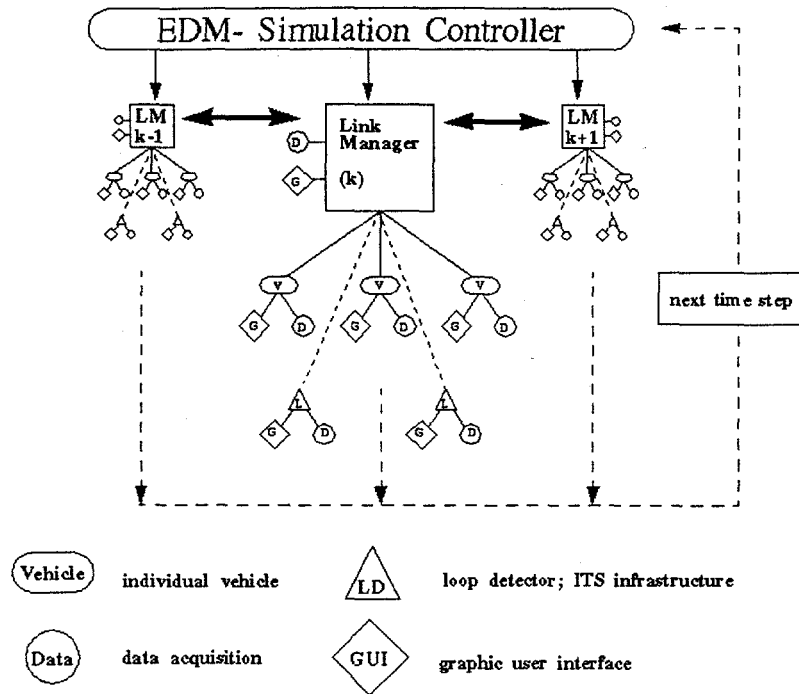 EDM- Simulation Controller
LM
k-1
Link
Manager
(k)
D
G
LM
k+1
V
V
V
G
D
G
D
G
D
next time step
L
L
G
D
G
D
Vehicle
individual vehicle
LD
loop detector; ITS infrastructure
Data
data acquisition
GUI
graphic user interface